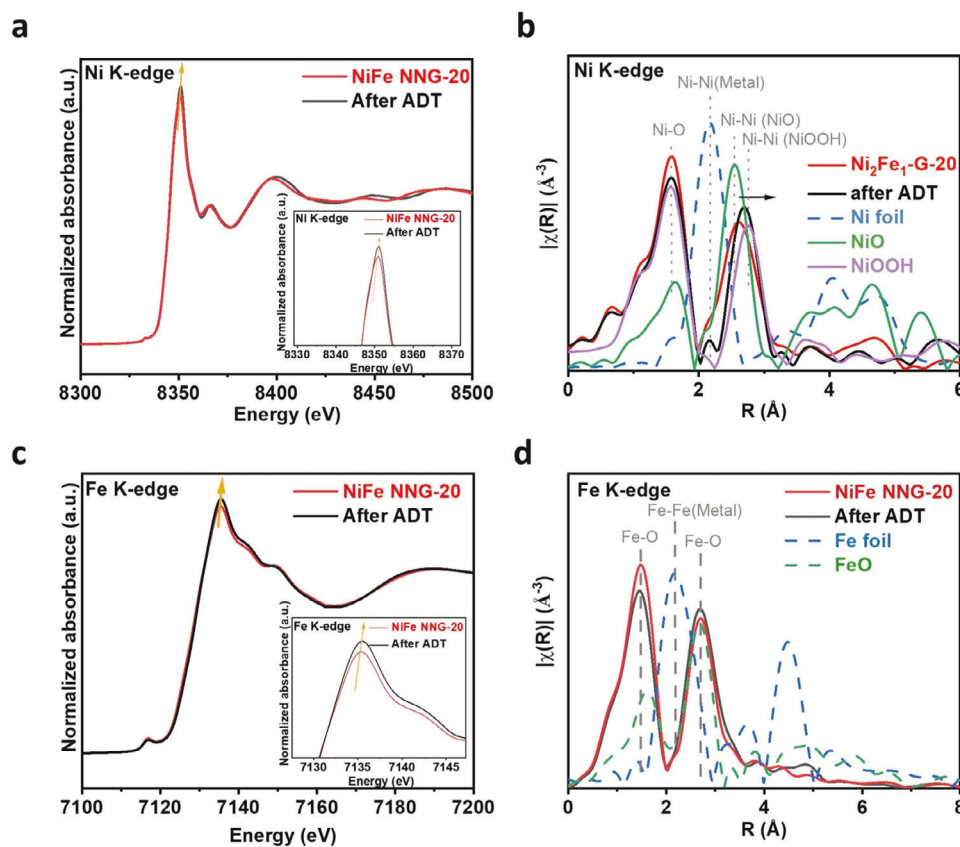 a
Normalized absorbance (a.u.)
Ni K-edge
NiFe NNG-20
After ADT
Normalized absorbance (a.u.)
Ni K-edge
NiFe NNG-20
After ADT
8330 8340 8350 8360 8370
Energy (eV)
8300 8350 8400 8450 8500
Energy (eV)
b
|χ(R)| (Å-3)
Ni K-edge
Ni-Ni(Metal)
Ni-O
Ni-Ni (NiO)
Ni-Ni (NiOOH)
Ni2Fe1-G-20
after ADT
Ni foil
NiO
NiOOH
0 2 4 6
R (Å)
c
Normalized absorbance (a.u.)
Fe K-edge
NiFe NNG-20
After ADT
Normalized absorbance (a.u.)
Fe K-edge
NiFe NNG-20
After ADT
7130 7135 7140 7145
Energy (eV)
7100 7120 7140 7160 7180 7200
Energy (eV)
d
|χ(R)| (Å-3)
Fe K-edge
Fe-Fe(Metal)
Fe-O
Fe-O
NiFe NNG-20
After ADT
Fe foil
FeO
0 2 4 6 8
R (Å)